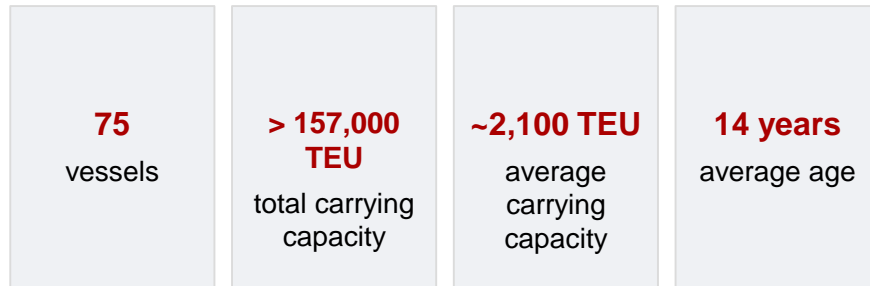 75
vessels
> 157,000
TEU
total carrying
capacity
~2,100 TEU
average
carrying
capacity
14 years
average age